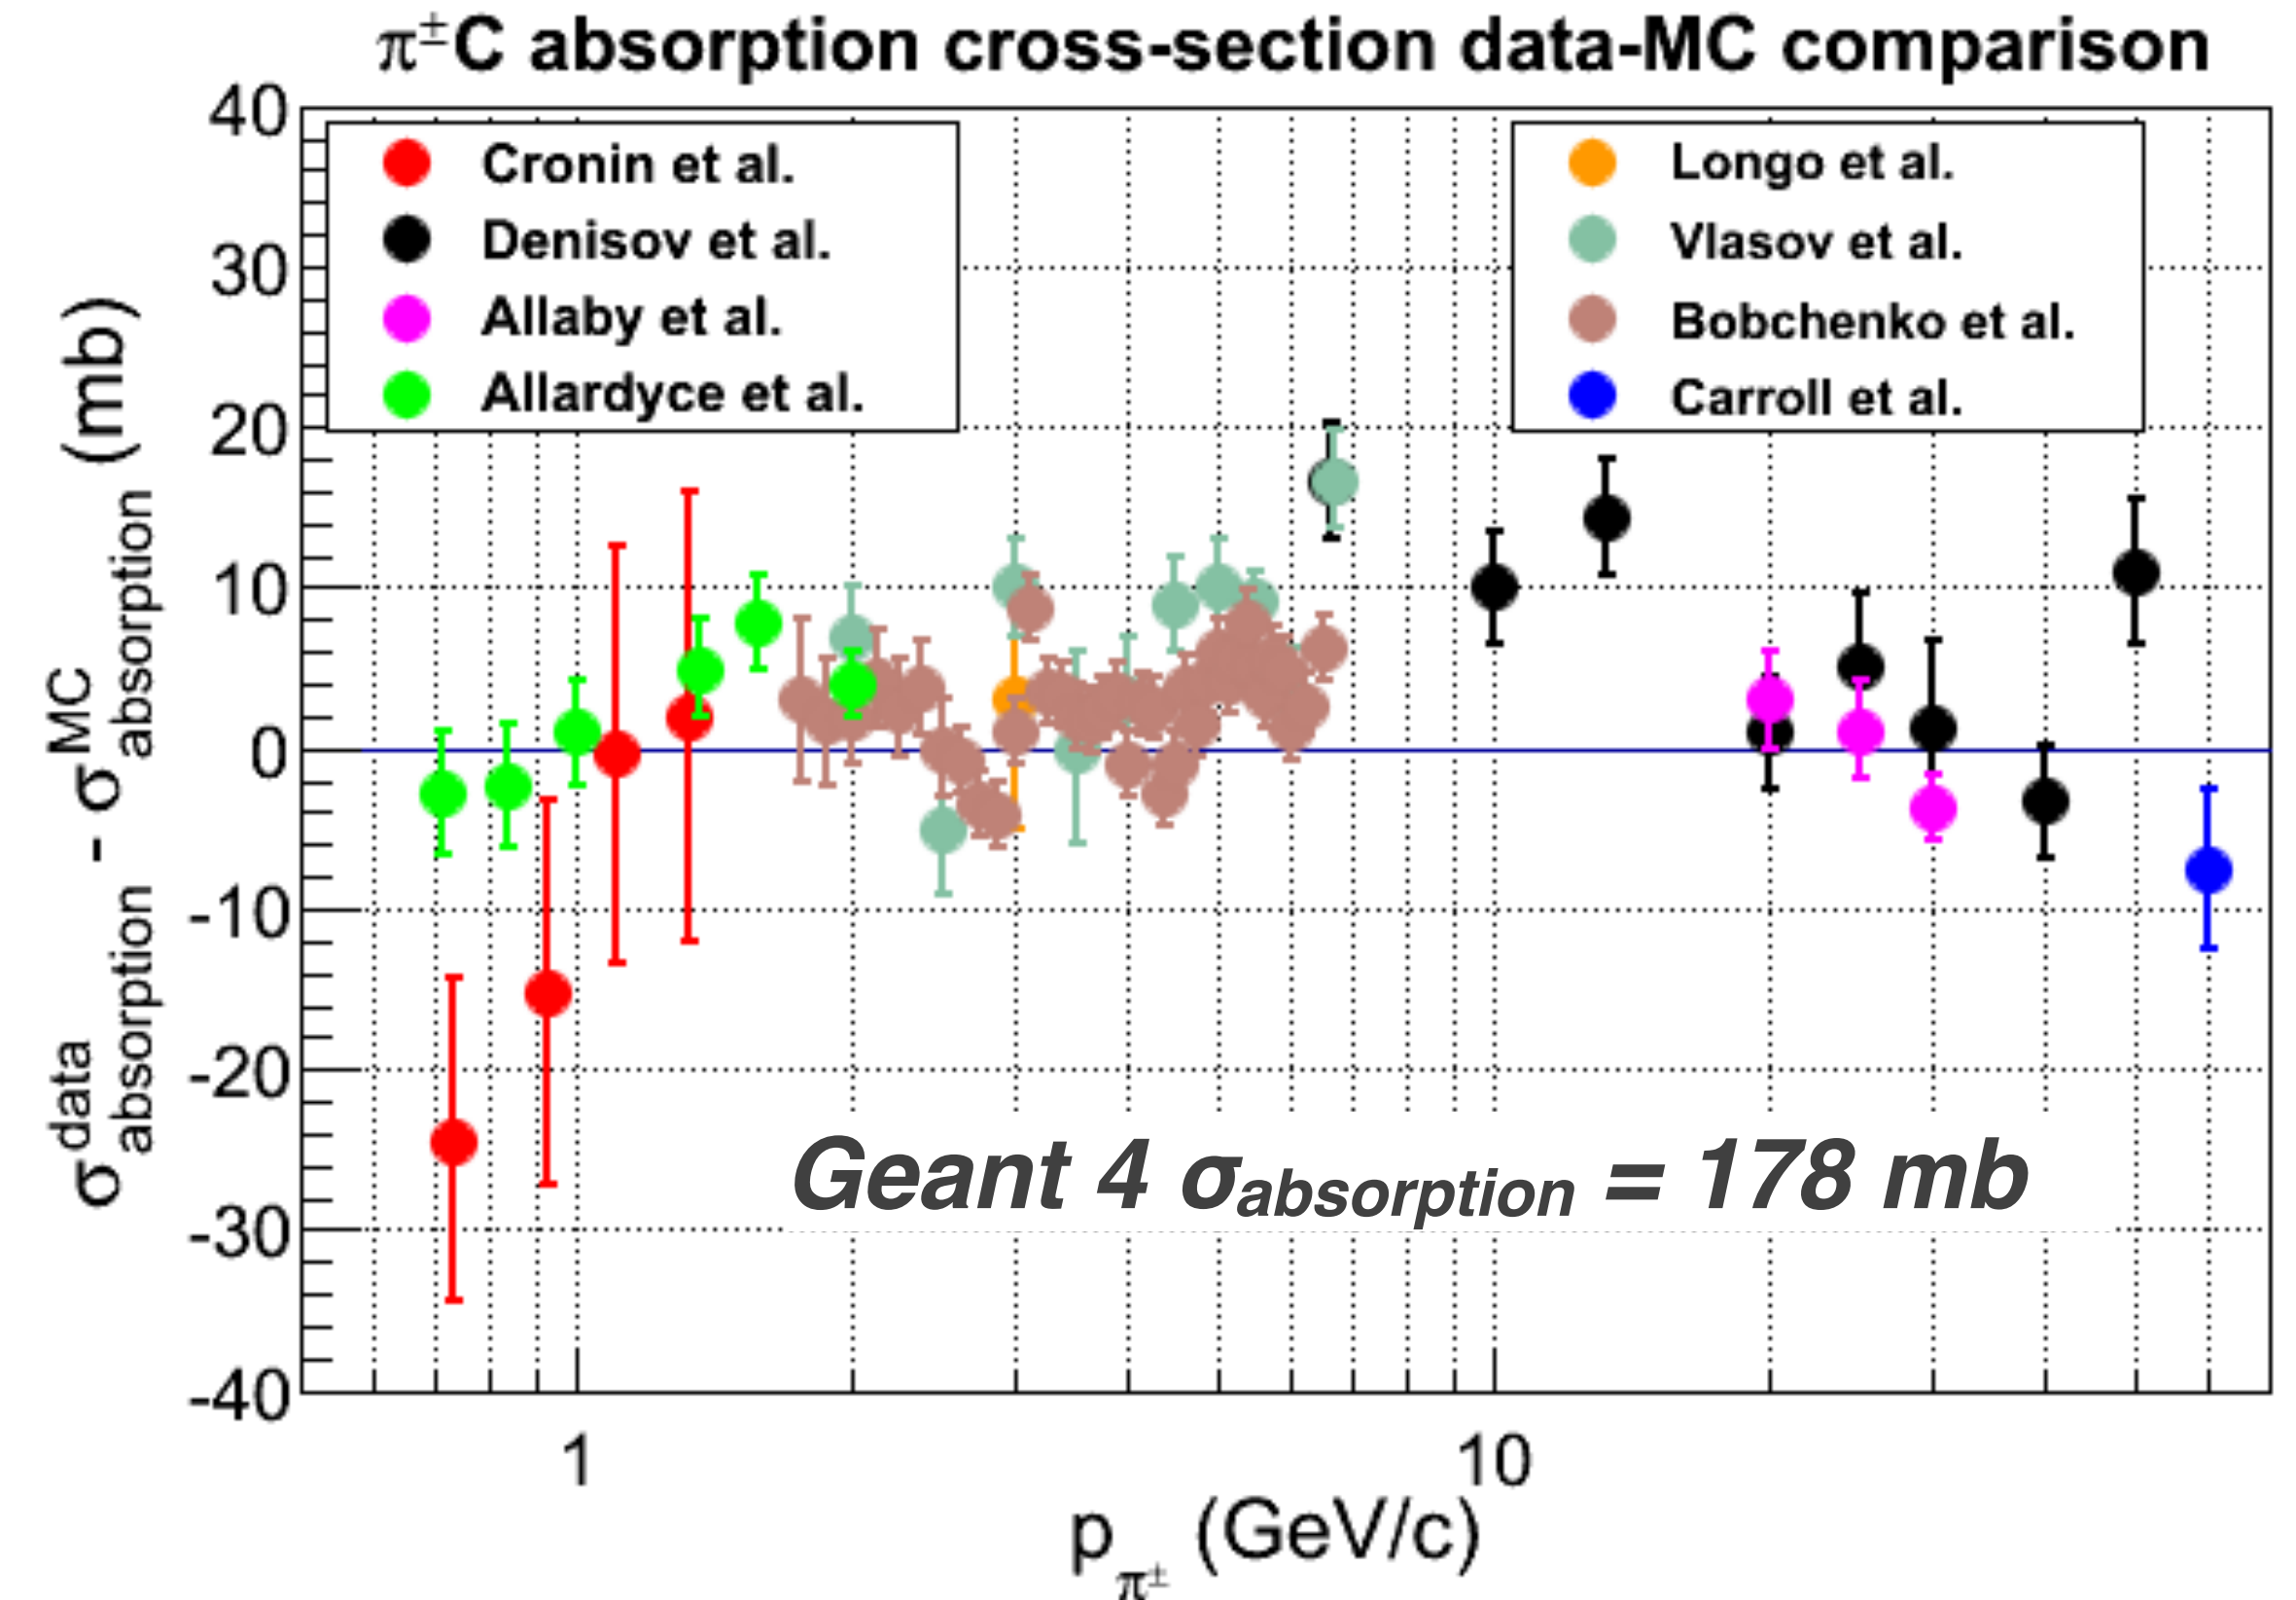 π±C absorption cross-section data-MC comparison
σ^data_absorption - σ^MC_absorption (mb)
40
30
20
10
0
-10
-20
-30
-40
Cronin et al.
Denisov et al.
Allaby et al.
Allardyce et al.
Longo et al.
Vlasov et al.
Bobchenko et al.
Carroll et al.
Geant 4 σabsorption = 178 mb
1 10
pπ± (GeV/c)